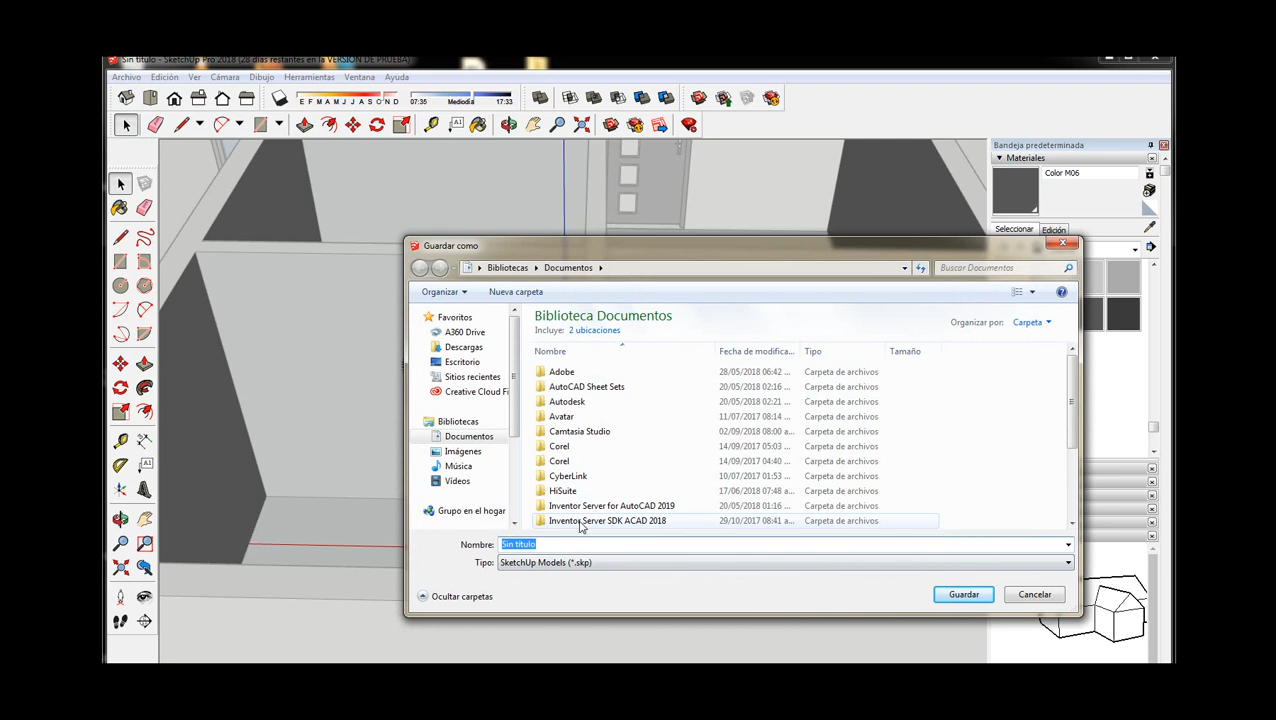 Sin título - SketchUp Pro 2018 (28 días restantes en la VERSIÓN DE PRUEBA)
Archivo Edición Ver Cámara Dibujo Herramientas Ventana Ayuda
E F M A M J J A S O N D 07:35 Mediodía 17:33
A1
Bandeja predeterminada
Materiales
Color M06
A1
Seleccionar Edición
Guardar como
Bibliotecas Documentos Buscar Documentos
Organizar Nueva carpeta
Favoritos
A360 Drive
Descargas
Escritorio
Sitios recientes
Creative Cloud Fi
Bibliotecas
Documentos
Imágenes
Música
Vídeos
Grupo en el hogar
Biblioteca Documentos
Incluye: 2 ubicaciones
Organizar por: Carpeta
Nombre Fecha de modifica... Tipo Tamaño
Adobe 28/05/2018 06:42 ... Carpeta de archivos
AutoCAD Sheet Sets 20/05/2018 02:16 ... Carpeta de archivos
Autodesk 20/05/2018 02:21 ... Carpeta de archivos
Avatar 11/07/2017 08:14 ... Carpeta de archivos
Camtasia Studio 02/09/2018 08:00 a... Carpeta de archivos
Corel 14/09/2017 05:03 ... Carpeta de archivos
Corel 14/09/2017 04:40 ... Carpeta de archivos
CyberLink 10/07/2017 01:53 ... Carpeta de archivos
HiSuite 17/06/2018 07:48 a... Carpeta de archivos
Inventor Server for AutoCAD 2019 20/05/2018 01:16 ... Carpeta de archivos
Inventor Server SDK ACAD 2018 29/10/2017 08:41 a... Carpeta de archivos
Nombre: Sin título
Tipo: SketchUp Models (*.skp)
Ocultar carpetas Guardar Cancelar